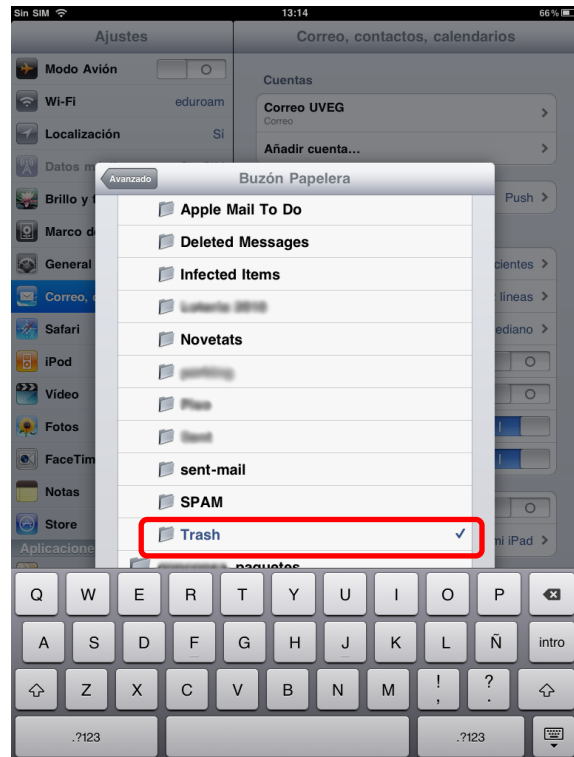 Sin SIM 13:14 66%
Ajustes
Correo, contactos, calendarios
Modo Avión
Wi-Fi eduroam
Localización Sí
Datos m
Brillo y f
Marco d
General
Correo, c
Safari
iPod
Vídeo
Fotos
FaceTim
Notas
Store
Aplicacione
Cuentas
Correo UVEG
Correo
Añadir cuenta...
Push
cientes
líneas
ediano
mi iPad
Avanzado
Buzón Papelera
Apple Mail To Do
Deleted Messages
Infected Items
Novetats
sent-mail
SPAM
Trash
paquetes
Q W E R T Y U I O P
A S D F G H J K L Ñ intro
Z X C V B N M ! , ? .
.?123 .?123